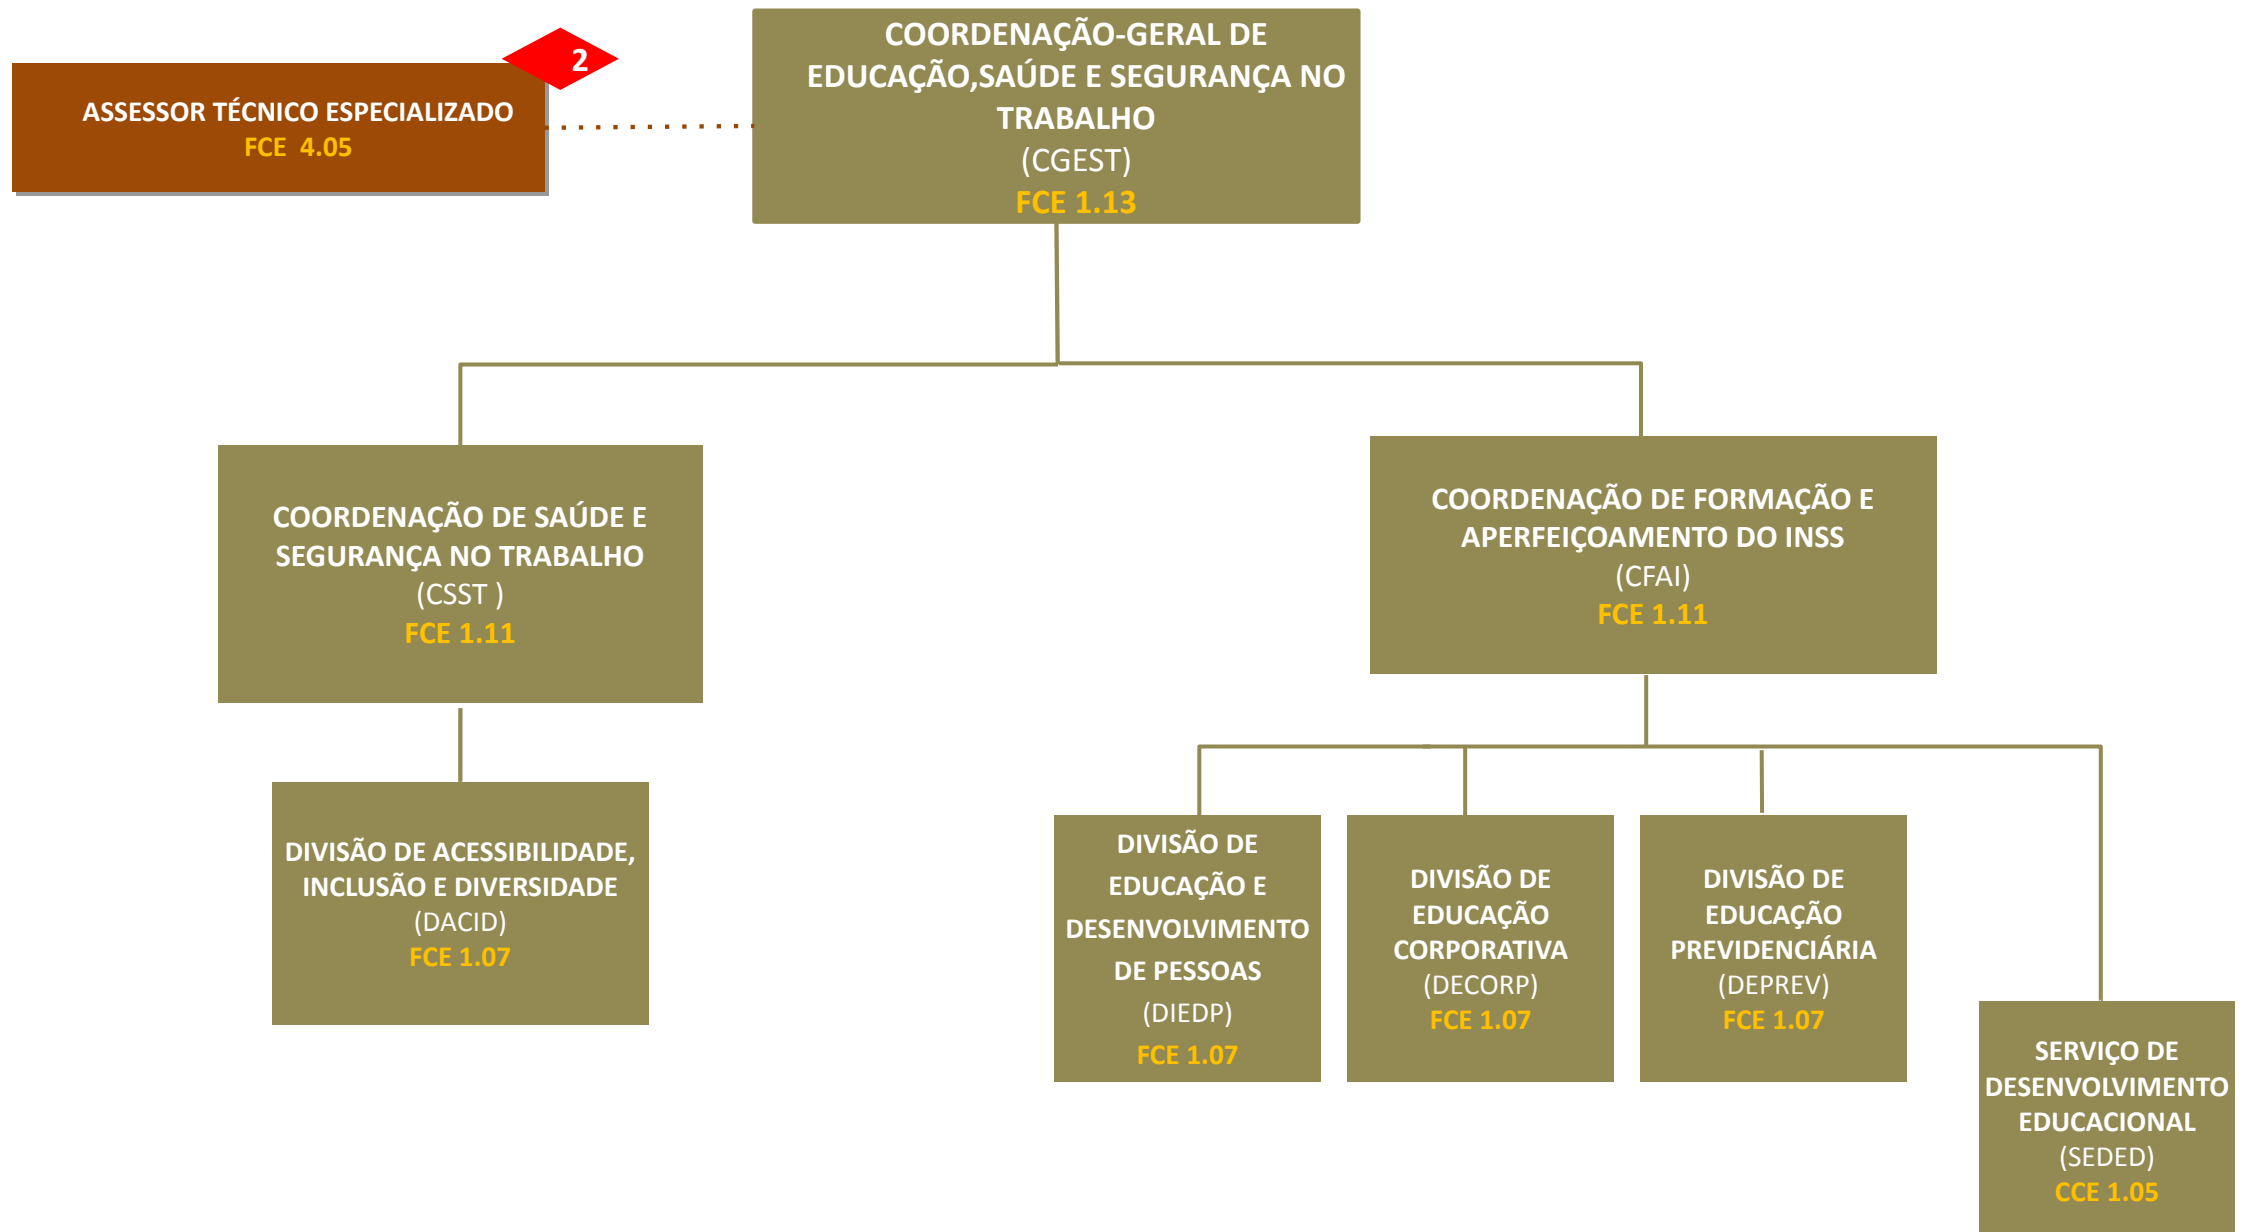 2
ASSESSOR TÉCNICO ESPECIALIZADO
FCE 4.05
COORDENAÇÃO-GERAL DE
EDUCAÇÃO,SAÚDE E SEGURANÇA NO
TRABALHO
(CGEST)
FCE 1.13
COORDENAÇÃO DE SAÚDE E
SEGURANÇA NO TRABALHO
(CSST )
FCE 1.11
COORDENAÇÃO DE FORMAÇÃO E
APERFEIÇOAMENTO DO INSS
(CFAI)
FCE 1.11
DIVISÃO DE ACESSIBILIDADE,
INCLUSÃO E DIVERSIDADE
(DACID)
FCE 1.07
DIVISÃO DE
EDUCAÇÃO E
DESENVOLVIMENTO
DE PESSOAS
(DIEDP)
FCE 1.07
DIVISÃO DE
EDUCAÇÃO
CORPORATIVA
(DECORP)
FCE 1.07
DIVISÃO DE
EDUCAÇÃO
PREVIDENCIÁRIA
(DEPREV)
FCE 1.07
SERVIÇO DE
DESENVOLVIMENTO
EDUCACIONAL
(SEDED)
CCE 1.05